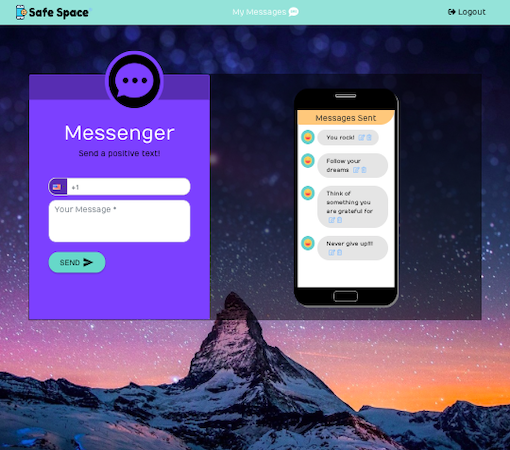 Safe Space
My Messages
Logout
Messenger
Send a positive text!
+1
Your Message *
SEND
Messages Sent
You rock!
Follow your
dreams
Think of
something you
are grateful for
Never give up!!!